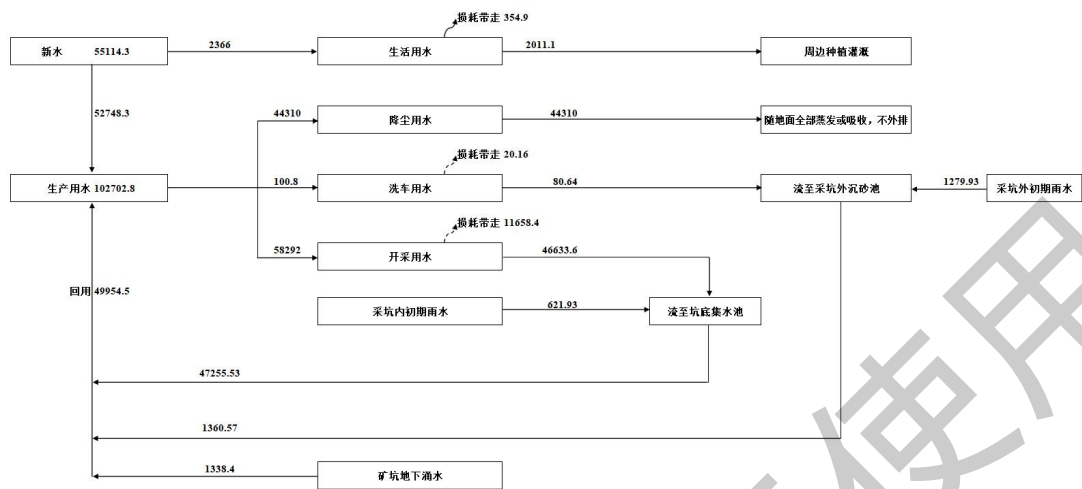 损耗带走 354.9
新水 55114.3
2366
生活用水
2011.1
周边种植灌溉
52748.3
44310
降尘用水
44310
随地面全部蒸发或吸收，不外排
损耗带走 20.16
生产用水 102702.8
100.8
洗车用水
80.64
流至采坑外沉砂池
1279.93
采坑外初期雨水
损耗带走 11658.4
58292
开采用水
46633.6
回用 49954.5
采坑内初期雨水
621.93
流至坑底集水池
47255.53
1360.57
1338.4
矿坑地下涌水
使用